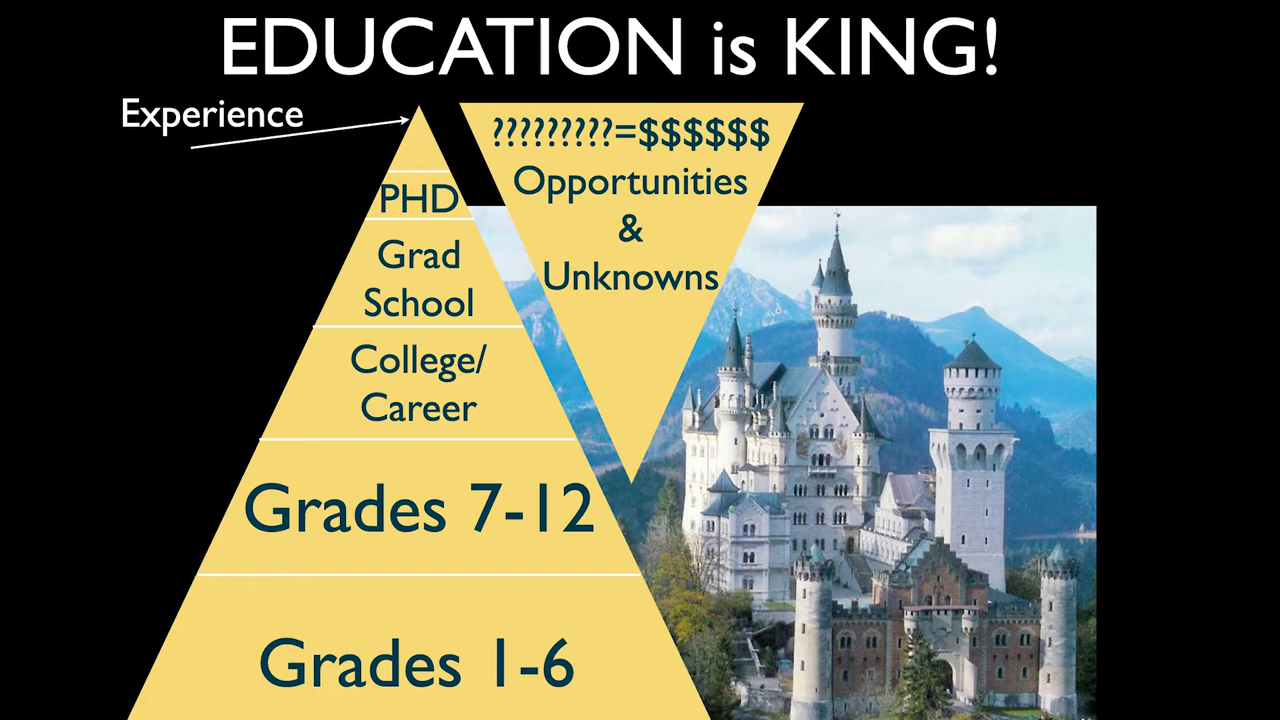 EDUCATION is KING!
Experience
?????????=$$$$$$
Opportunities
&
Unknowns
PHD
Grad
School
College/
Career
Grades 7-12
Grades 1-6